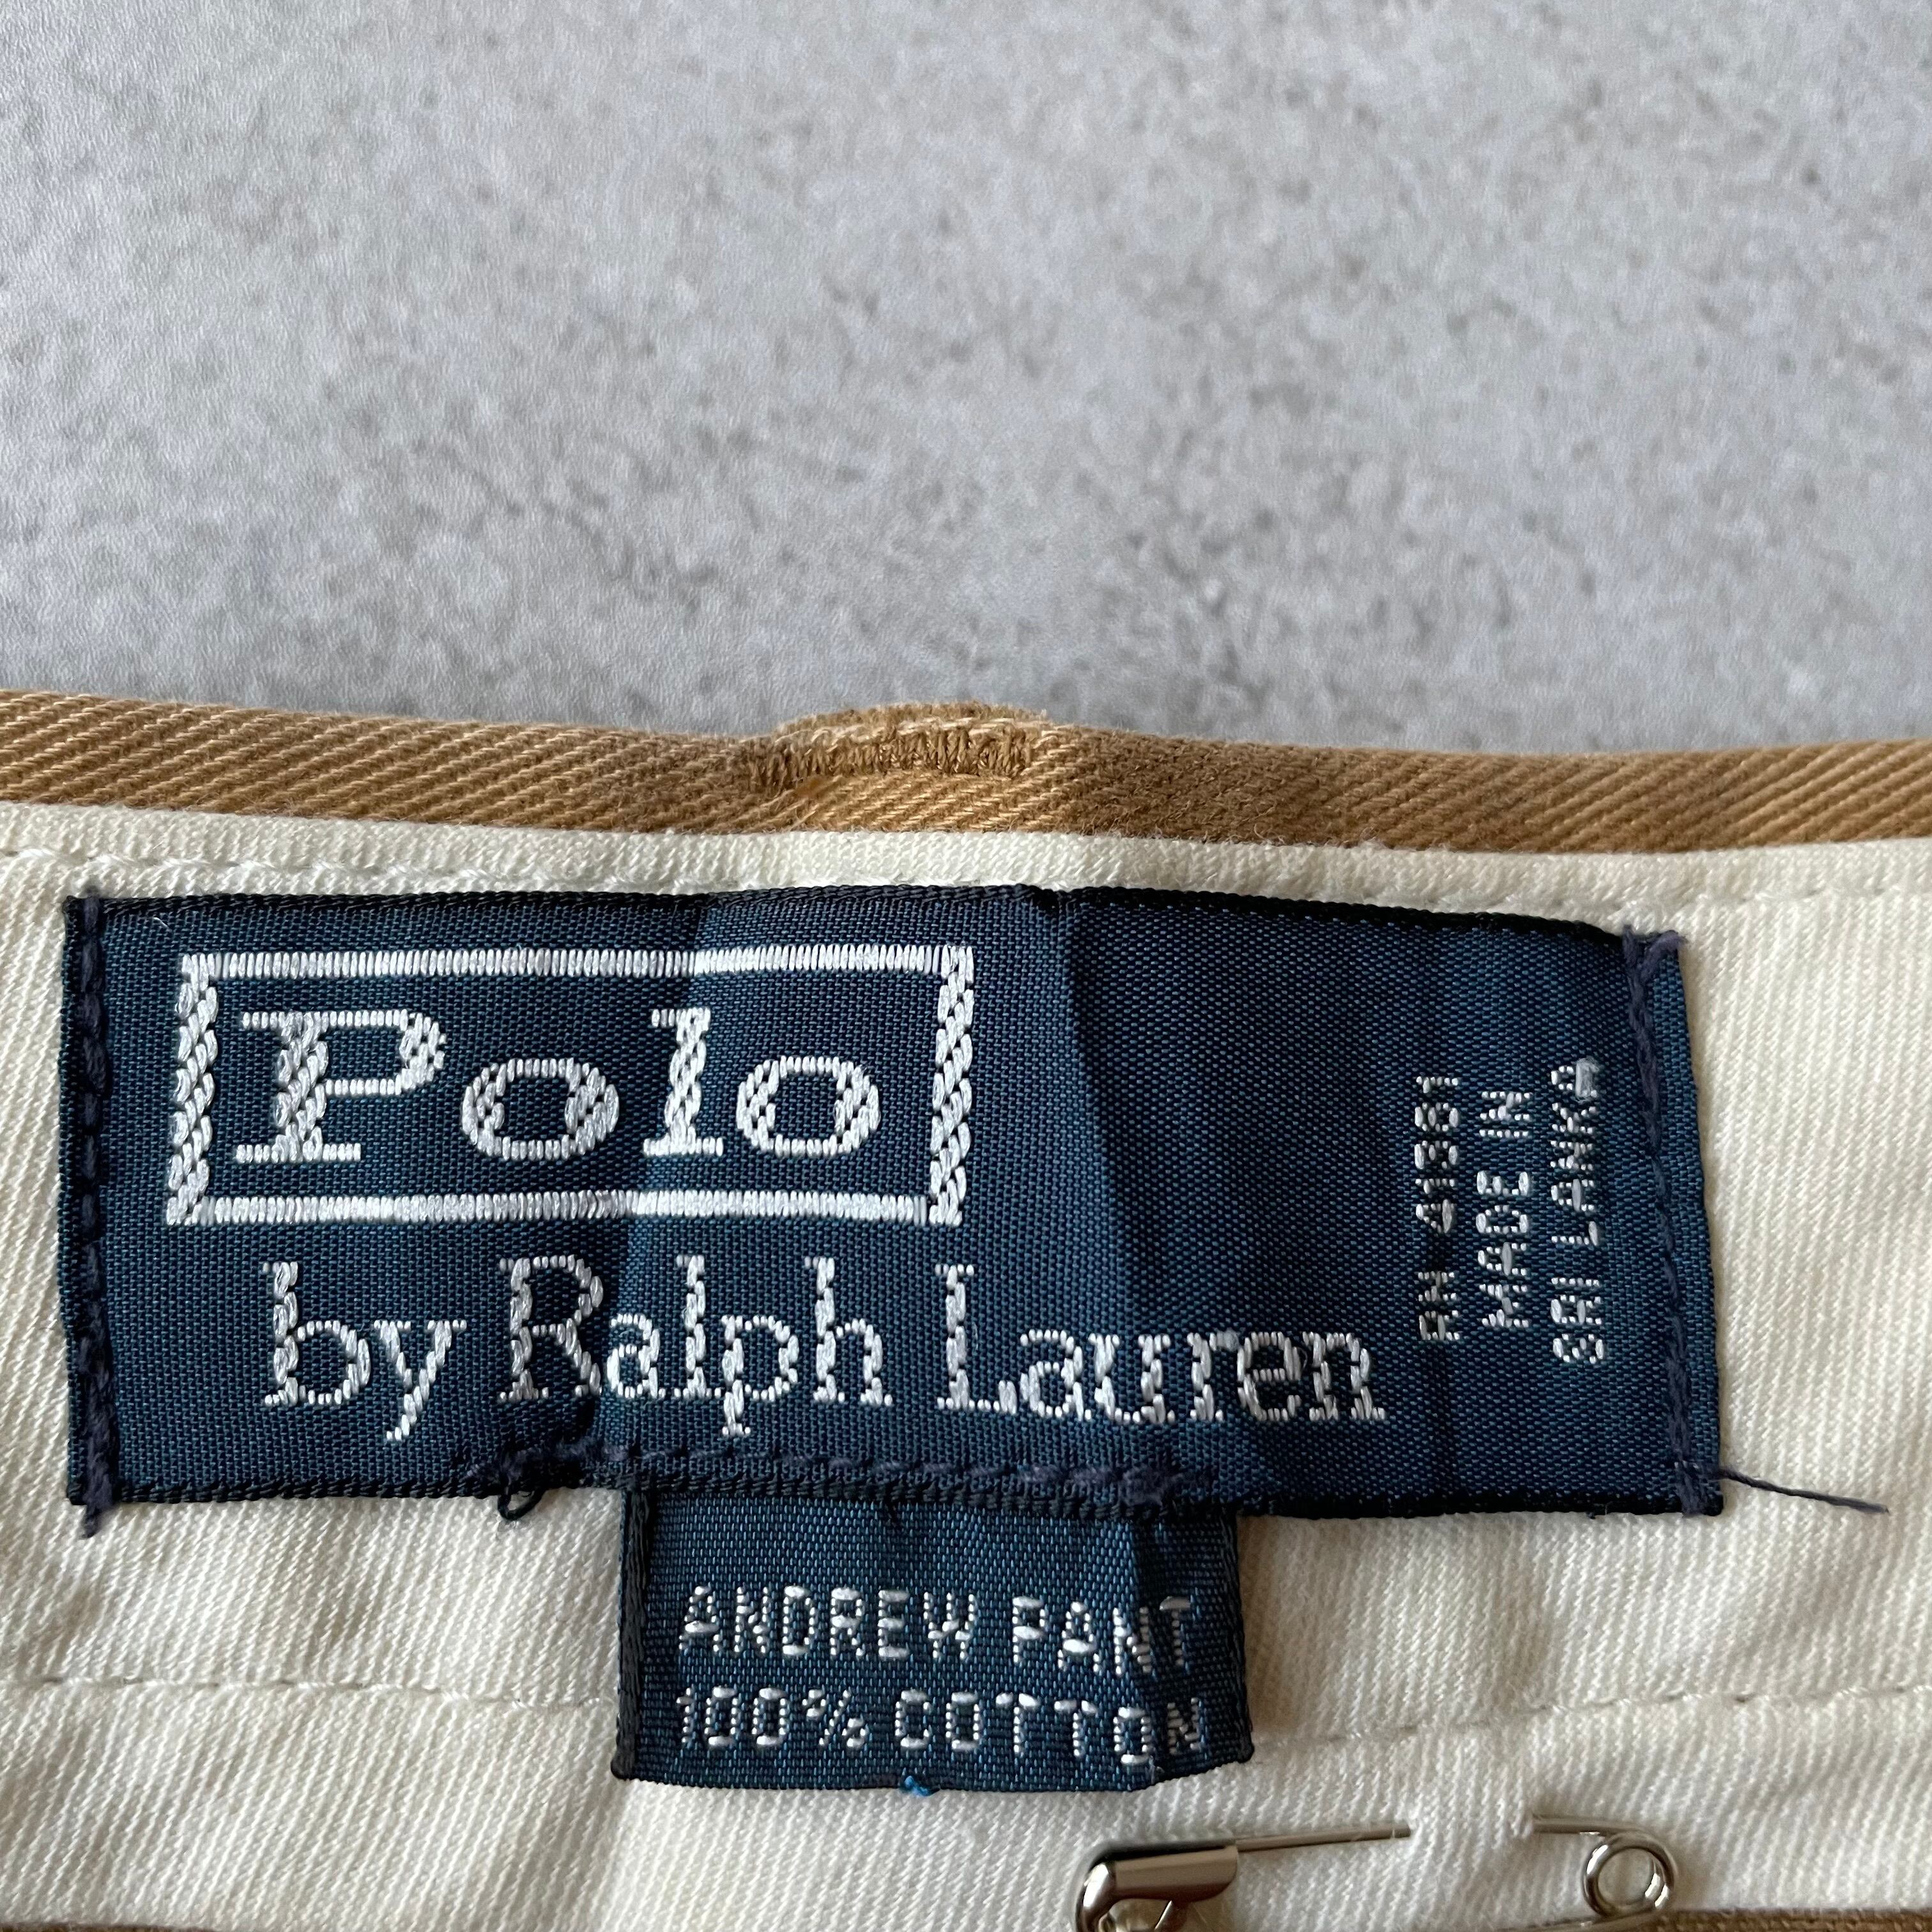 Polo
by Ralph Lauren
RN 41381
MADE IN
SRI LANKA
ANDREW PANT
100% COTTON